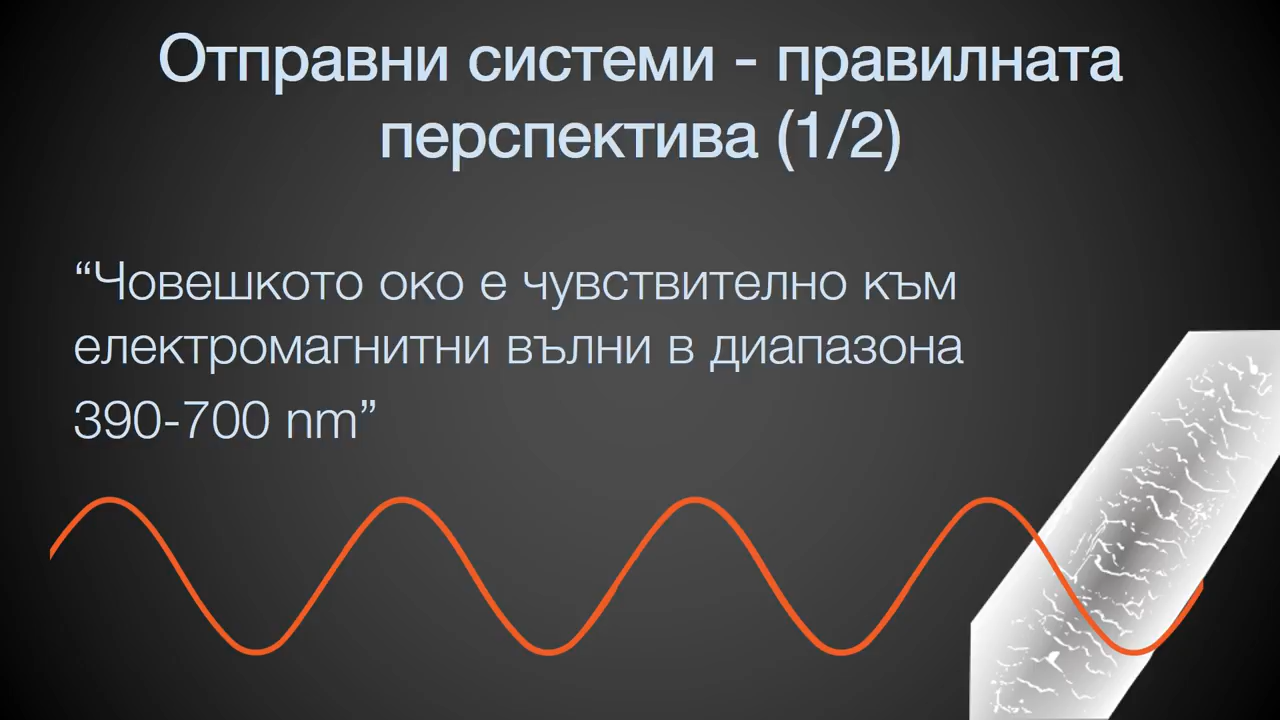 Отправни системи - правилната
перспектива (1/2)
“Човешкото око е чувствително към
електромагнитни вълни в диапазона
390-700 nm”